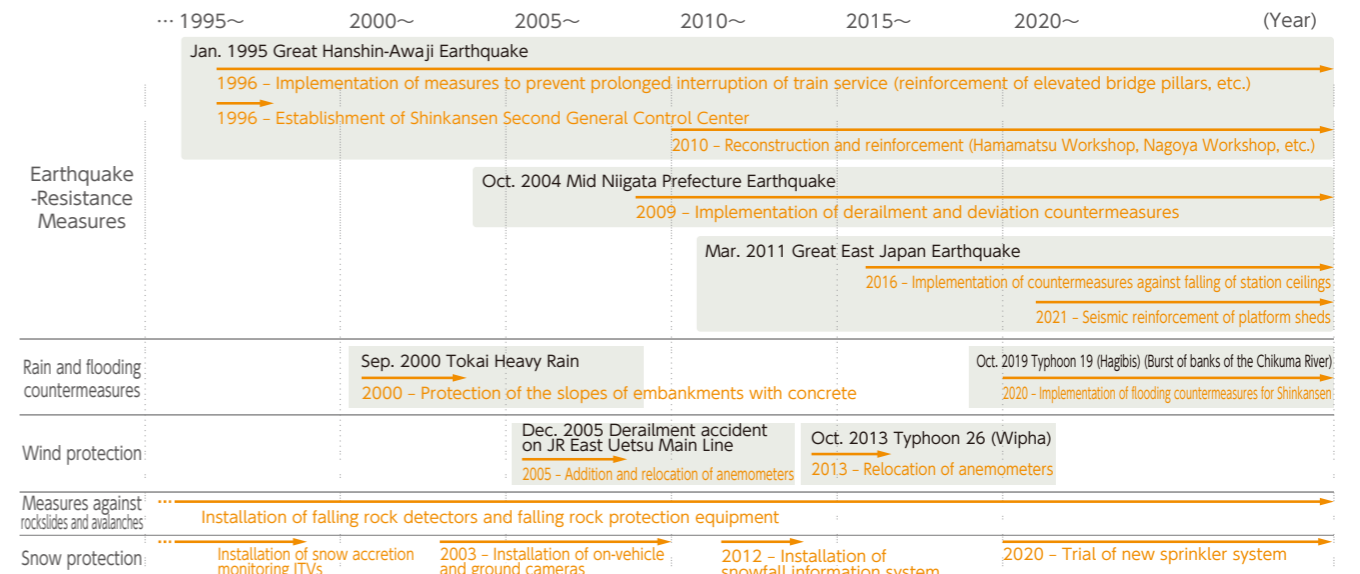 … 1995～ 2000～ 2005～ 2010～ 2015～ 2020～ (Year)
Earthquake
-Resistance
Measures
Jan. 1995 Great Hanshin-Awaji Earthquake
1996 – Implementation of measures to prevent prolonged interruption of train service (reinforcement of elevated bridge pillars, etc.)
1996 – Establishment of Shinkansen Second General Control Center
2010 – Reconstruction and reinforcement (Hamamatsu Workshop, Nagoya Workshop, etc.)
Oct. 2004 Mid Niigata Prefecture Earthquake
2009 – Implementation of derailment and deviation countermeasures
Mar. 2011 Great East Japan Earthquake
2016 – Implementation of countermeasures against falling of station ceilings
2021 – Seismic reinforcement of platform sheds
Rain and flooding
countermeasures
Sep. 2000 Tokai Heavy Rain
2000 – Protection of the slopes of embankments with concrete
Oct. 2019 Typhoon 19 (Hagibis) (Burst of banks of the Chikuma River)
2020 – Implementation of flooding countermeasures for Shinkansen
Wind protection
Dec. 2005 Derailment accident
on JR East Uetsu Main Line
2005 – Addition and relocation of anemometers
Oct. 2013 Typhoon 26 (Wipha)
2013 – Relocation of anemometers
Measures against
rockslides and avalanches
Installation of falling rock detectors and falling rock protection equipment
Snow protection
Installation of snow accretion
monitoring ITVs
2003 – Installation of on-vehicle
and ground cameras
2012 – Installation of
snowfall information system
2020 – Trial of new sprinkler system